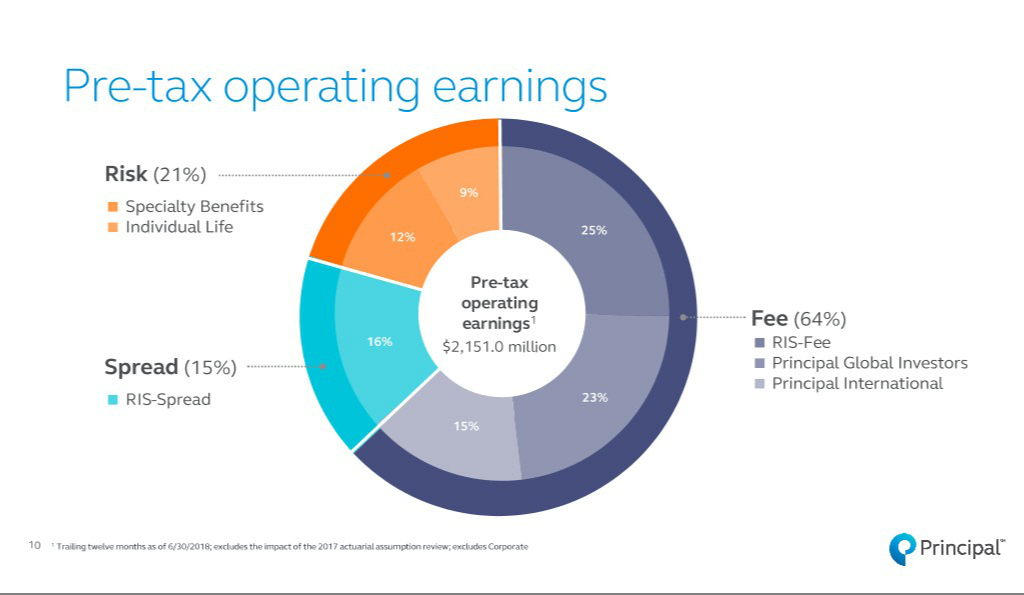 Pre-tax operating earnings
Risk (21%)
Specialty Benefits
Individual Life
9%
12%
25%
Pre-tax
operating
earnings¹
$2,151.0 million
16%
Spread (15%)
RIS-Spread
Fee (64%)
RIS-Fee
Principal Global Investors
Principal International
23%
15%
10 ¹ Trailing twelve months as of 6/30/2018; excludes the impact of the 2017 actuarial assumption review; excludes Corporate
Principal℠